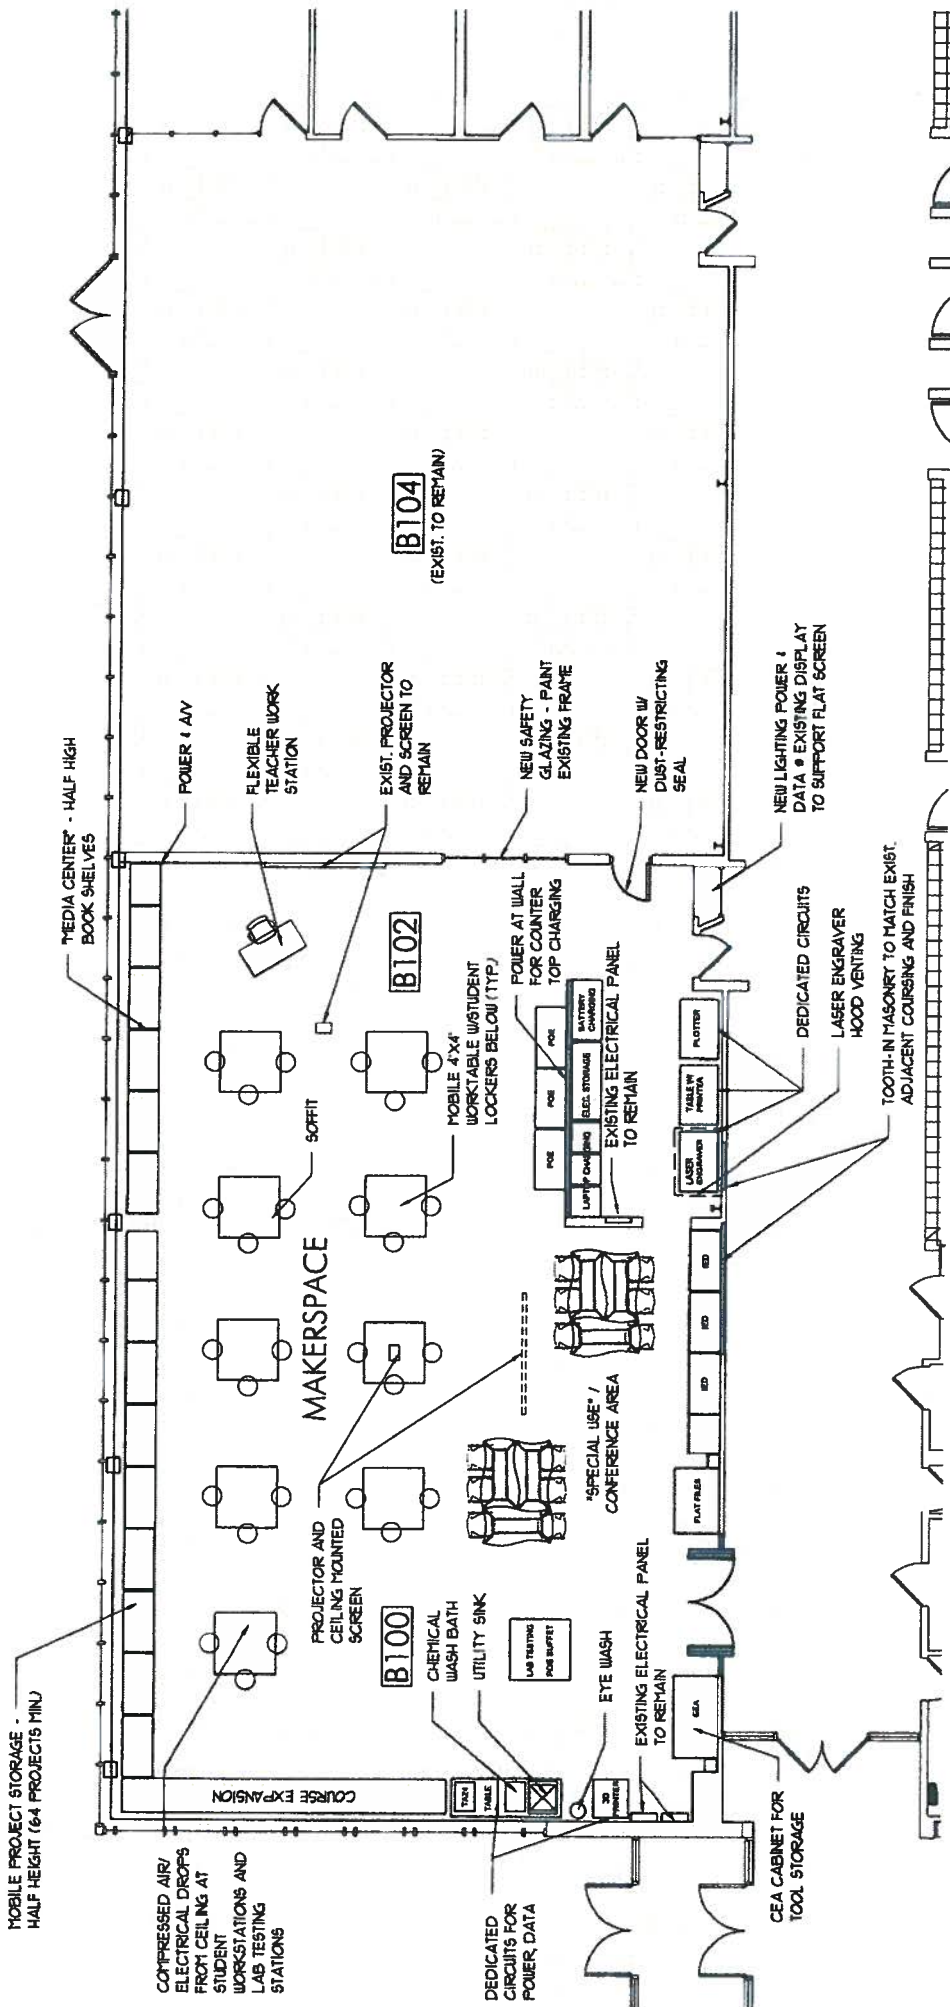 MOBILE PROJECT STORAGE -
HALF HEIGHT (64 PROJECTS MIN.)
"MEDIA CENTER" - HALF HIGH
BOOK SHELVES
COMPRESSED AIR/
ELECTRICAL DROPS
FROM CEILING AT
STUDENT
WORKSTATIONS AND
LAB TESTING
STATIONS
POWER & A/V
FLEXIBLE
TEACHER WORK
STATION
EXIST. PROJECTOR
AND SCREEN TO
REMAIN
SOFFIT
MAKERSPACE
COURSE EXPANSION
B100
B102
B104
(EXIST. TO REMAIN)
MOBILE 4'X4'
WORKTABLE W/STUDENT
LOCKERS BELOW (TYP.)
PROJECTOR AND
CEILING MOUNTED
SCREEN
NEW SAFETY
GLAZING - PAINT
EXISTING FRAME
CHEMICAL
WASH BATH
UTILITY SINK
TABLE
LAB TESTING
POE BUFFET
POWER AT WALL
FOR COUNTER
TOP CHARGING
POE
POE
POE
LAPTOP CHARGING
ELEC. STORAGE
BATTERY
CHARGING
EXISTING ELECTRICAL PANEL
TO REMAIN
NEW DOOR W/
DUST-RESTRICTING
SEAL
"SPECIAL USE" /
CONFERENCE AREA
DEDICATED
CIRCUITS FOR
POWER, DATA
EYE WASH
3D
PRINTER
EXISTING ELECTRICAL PANEL
TO REMAIN
CEA
FLAT FILES
IED
IED
IED
LASER
ENGRAVER
TABLE W/
PRINTER
PLOTTER
NEW LIGHTING POWER &
DATA @ EXISTING DISPLAY
TO SUPPORT FLAT SCREEN
DEDICATED CIRCUITS
LASER ENGRAVER
HOOD VENTING
TOOTH-IN MASONRY TO MATCH EXIST.
ADJACENT COURSING AND FINISH
CEA CABINET FOR
TOOL STORAGE